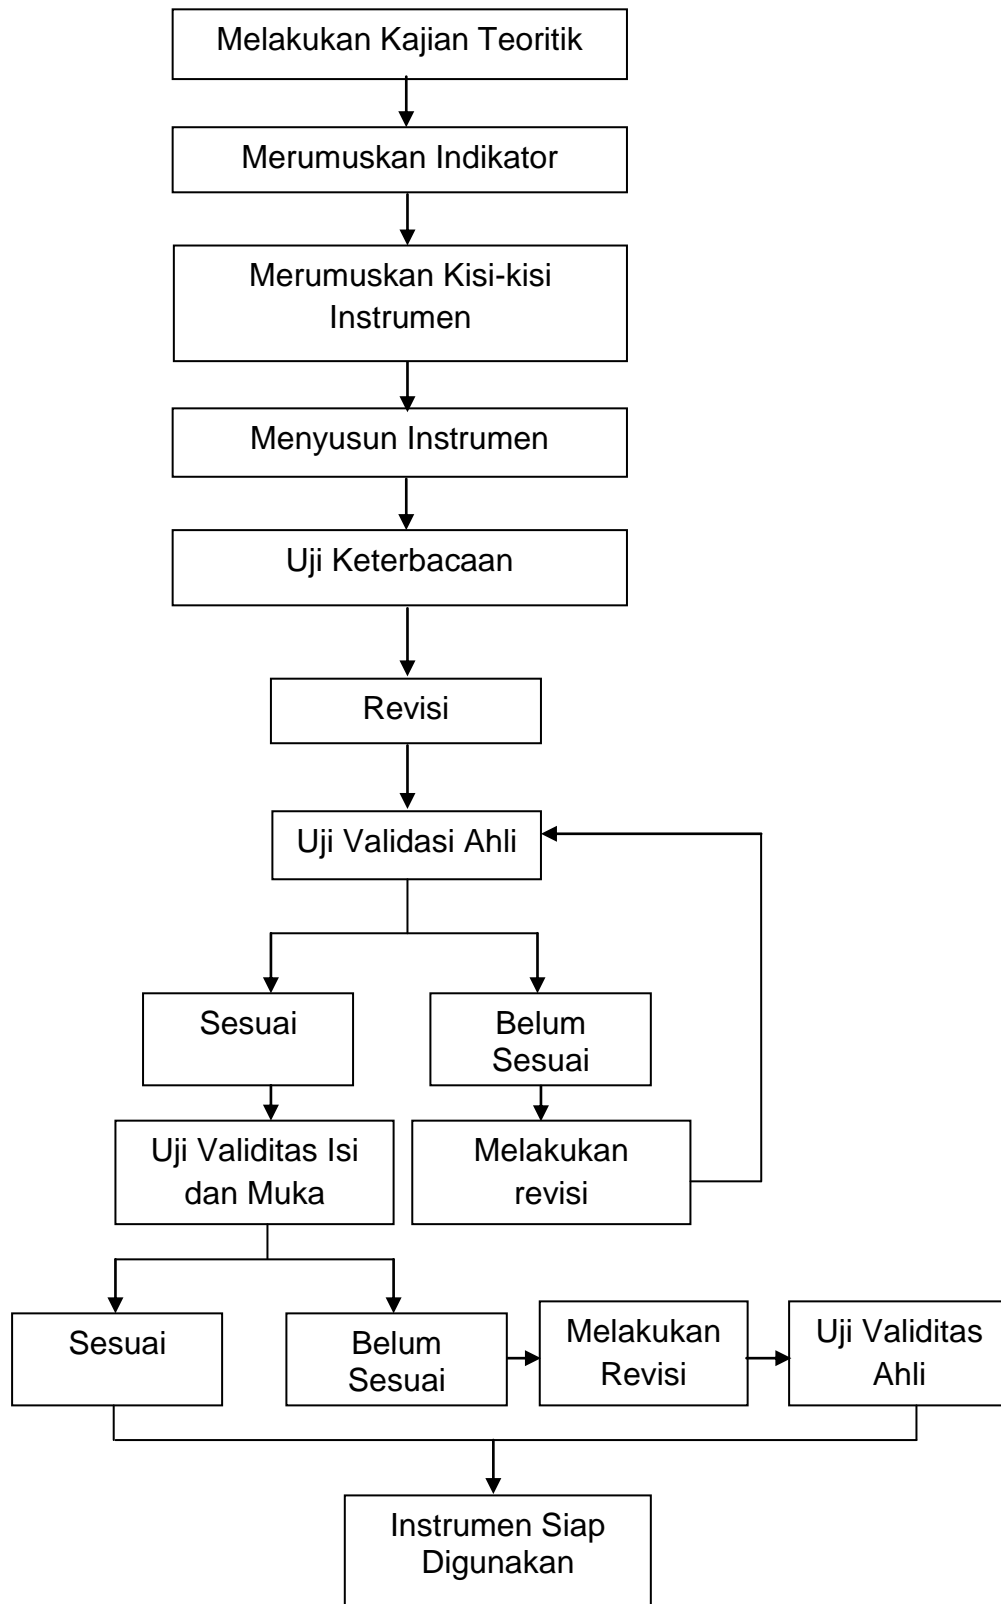 Melakukan Kajian Teoritik
Merumuskan Indikator
Merumuskan Kisi-kisi
Instrumen
Menyusun Instrumen
Uji Keterbacaan
Revisi
Uji Validasi Ahli
Sesuai
Belum
Sesuai
Uji Validitas Isi
dan Muka
Melakukan
revisi
Sesuai
Belum
Sesuai
Melakukan
Revisi
Uji Validitas
Ahli
Instrumen Siap
Digunakan